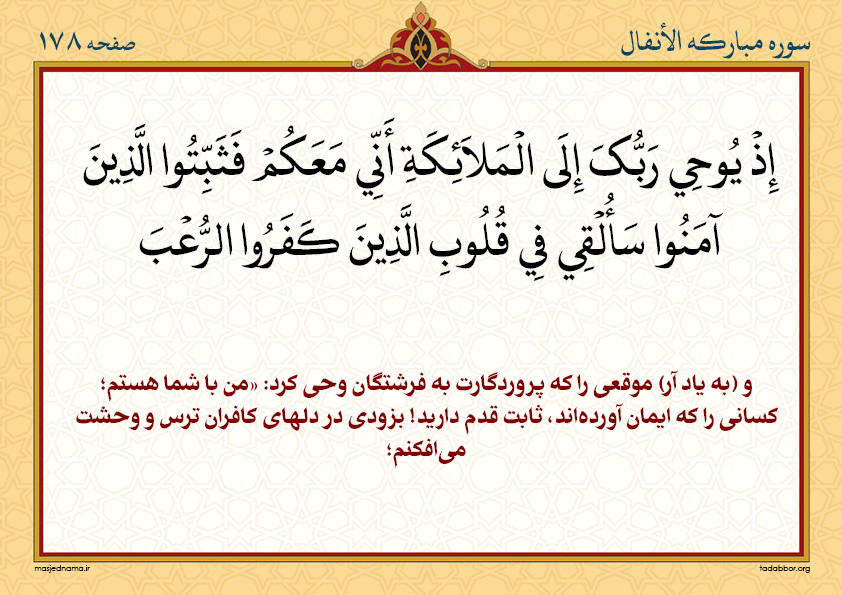 سوره مبارکه الأنفال
صفحه ۱۷۸
إِذْ يُوحِي رَبُّكَ إِلَى الْمَلاَئِكَةِ أَنِّي مَعَكُمْ فَثَبِّتُوا الَّذِينَ
آمَنُوا سَأُلْقِي فِي قُلُوبِ الَّذِينَ كَفَرُوا الرُّعْبَ
و (به یاد آر) موقعی را که پروردگارت به فرشتگان وحی کرد: «من با شما هستم؛
کسانی را که ایمان آورده‌اند، ثابت قدم دارید! بزودی در دلهای کافران ترس و وحشت
می‌افکنم؛
masjednama.ir
tadabbor.org